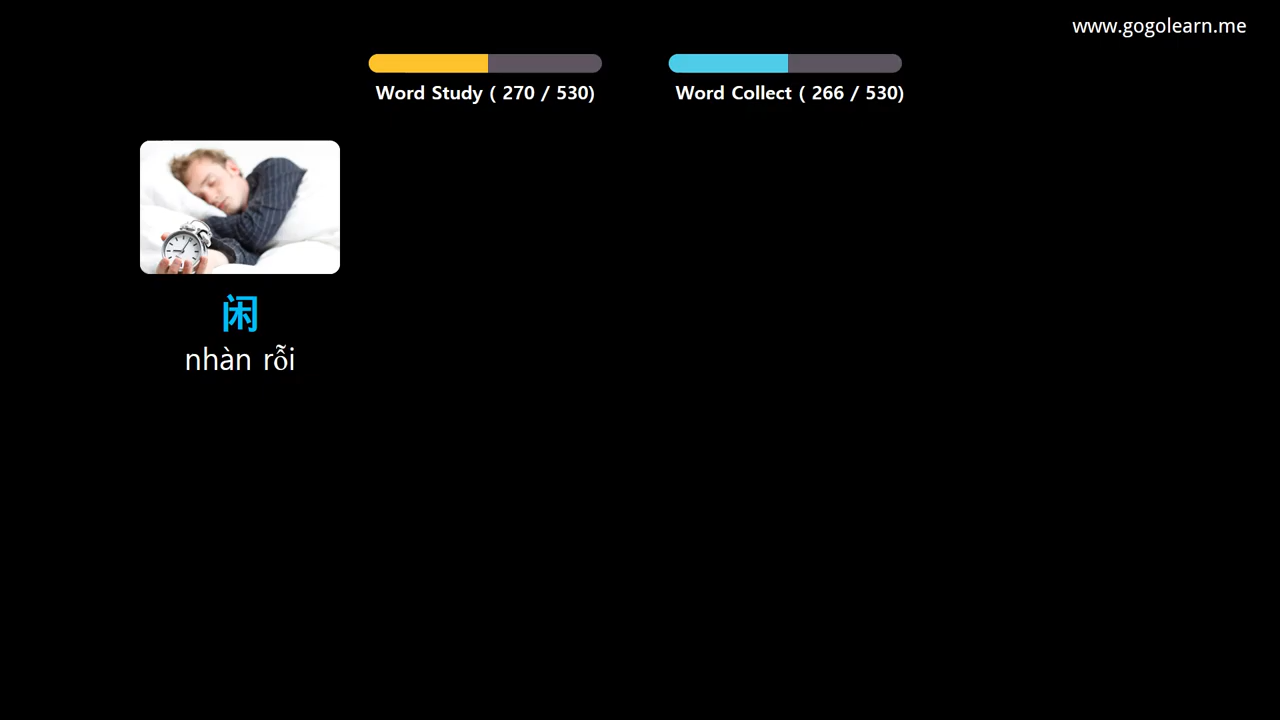 www.gogolearn.me
Word Study ( 270 / 530)
Word Collect ( 266 / 530)
闲
nhàn rỗi